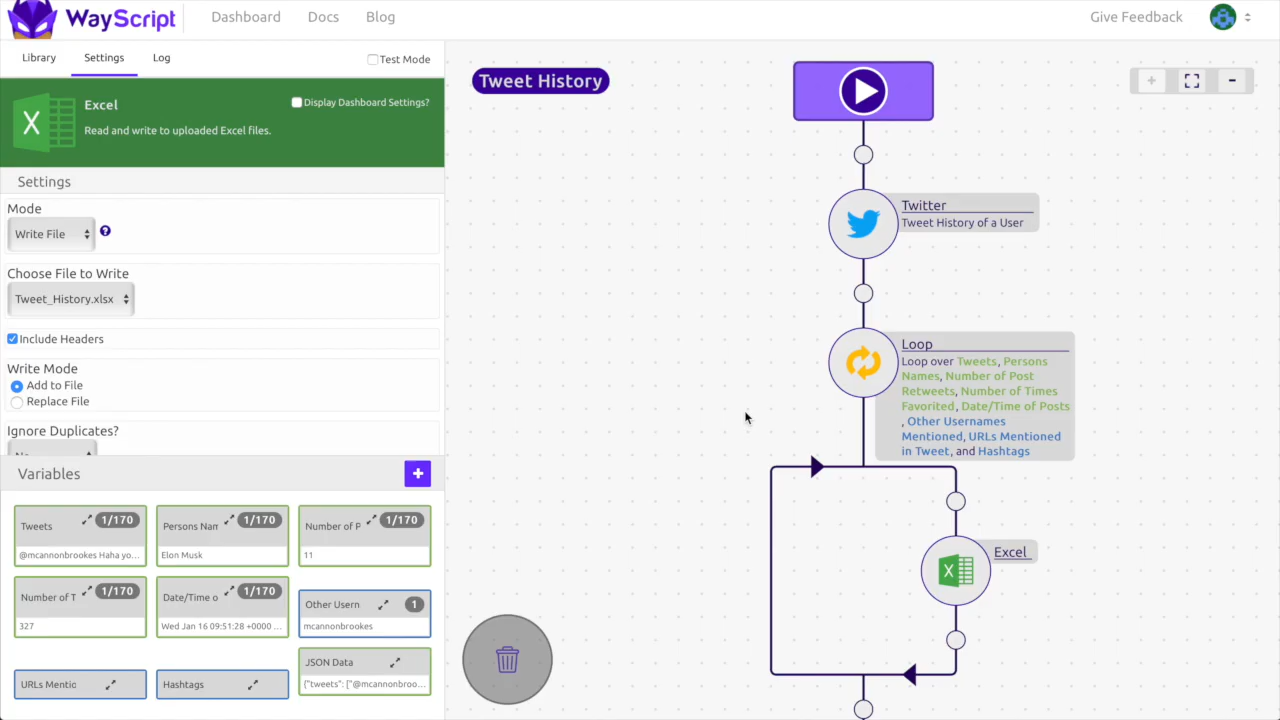 WayScript
Dashboard
Docs
Blog
Give Feedback
Library
Settings
Log
Test Mode
Excel
Display Dashboard Settings?
Read and write to uploaded Excel files.
Settings
Mode
Write File
?
Choose File to Write
Tweet_History.xlsx
Include Headers
Write Mode
Add to File
Replace File
Ignore Duplicates?
Variables
+
Tweets
1/170
@mcannonbrookes Haha yo...
Persons Nam
1/170
Elon Musk
Number of P
1/170
11
Number of T
1/170
327
Date/Time o
1/170
Wed Jan 16 09:51:28 +0000 ...
Other Usern
1
mcannonbrookes
URLs Mentic
Hashtags
JSON Data
{"tweets": ["@mcannonbroo...
Tweet History
+
-
Twitter
Tweet History of a User
Loop
Loop over Tweets, Persons
Names, Number of Post
Retweets, Number of Times
Favorited, Date/Time of Posts
, Other Usernames
Mentioned, URLs Mentioned
in Tweet, and Hashtags
X
Excel